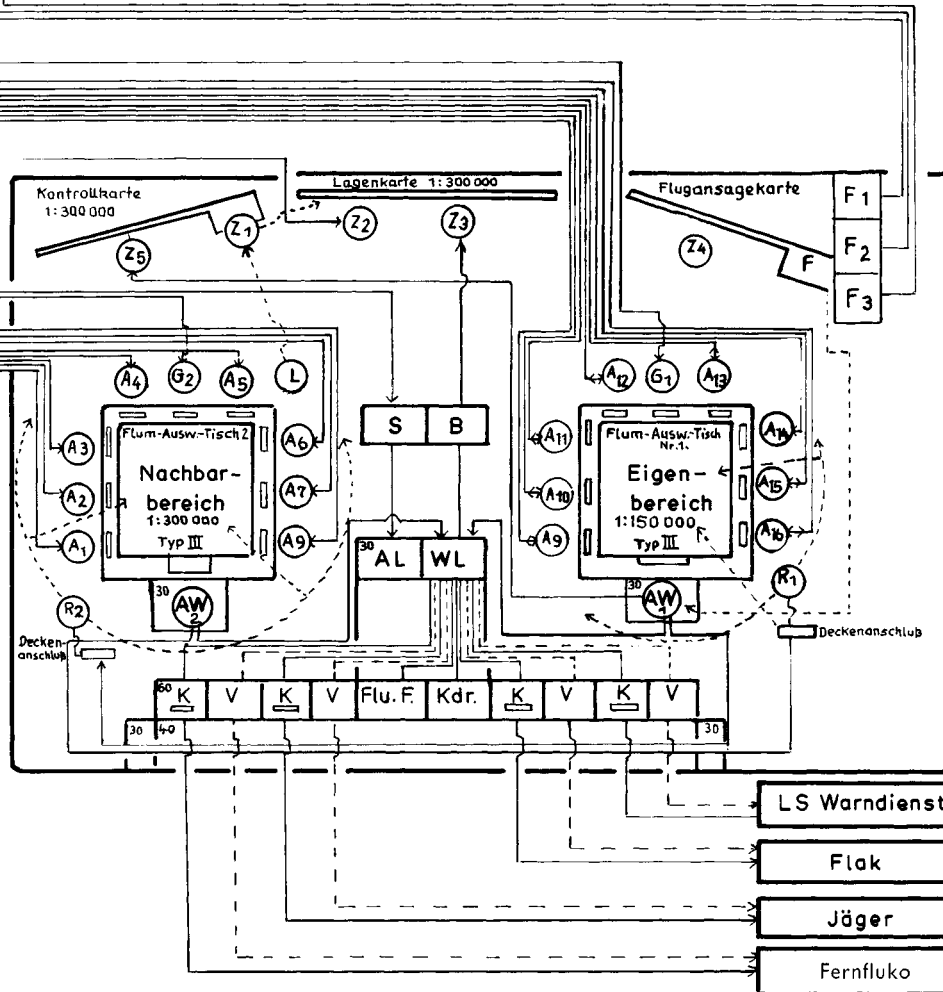 Kontrollkarte
1:300 000
Lagenkarte 1:300 000
Flugansagekarte
F 1
F 2
F 3
F
Z5
Z1
Z2
Z3
Z4
A4
G2
A5
L
A12
G1
A13
A3
A2
A1
Flum-Ausw.-Tisch 2
Nachbar-
bereich
1:300 000
Typ III
A6
A7
A9
S
B
A11
A10
A9
Flum-Ausw.-Tisch
Nr. 1.
Eigen-
bereich
1:150 000
Typ III
A14
A15
A16
30
AL
WL
30
AW
2
30
AW
1
R2
R1
Decken-
anschluß
Deckenanschluß
60
K
V
K
V
Flu. F.
Kdr.
K
V
K
V
30
40
30
LS Warndienst
Flak
Jäger
Fernfluko